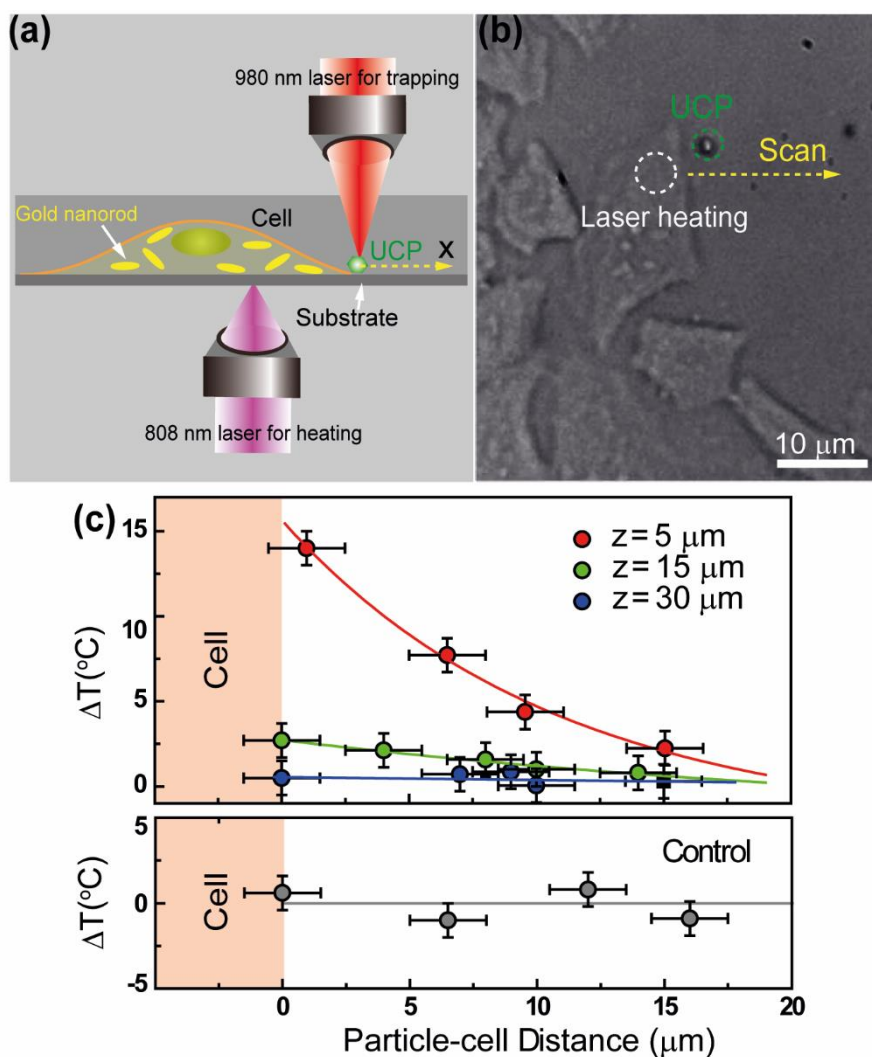 (a)
980 nm laser for trapping
Gold nanorod
Cell
UCP
X
Substrate
808 nm laser for heating
(b)
UCP
Scan
Laser heating
10 μm
(c)
15
10
5
0
ΔT(°C)
Cell
z = 5 μm
z = 15 μm
z = 30 μm
5
0
-5
ΔT(°C)
Cell
Control
0
5
10
15
20
Particle-cell Distance (μm)